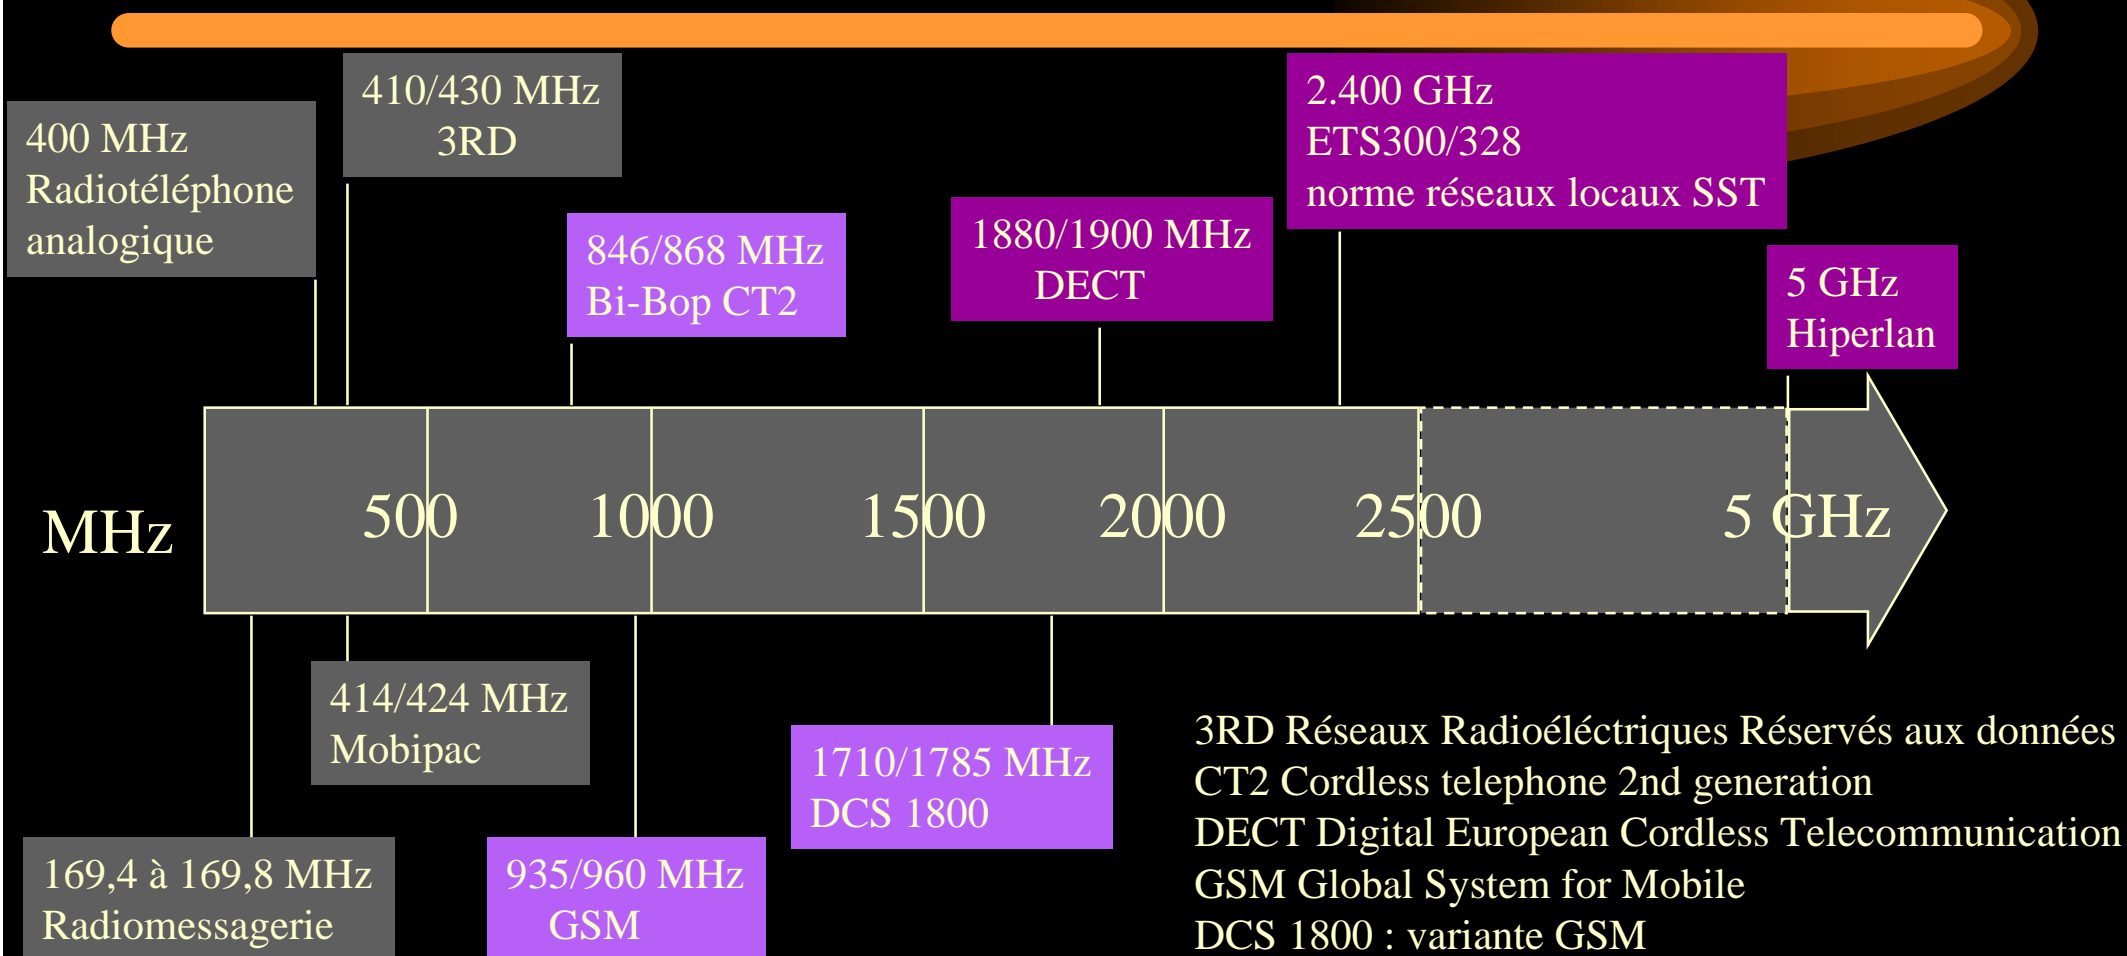 400 MHz
Radiotéléphone
analogique
410/430 MHz
3RD
846/868 MHz
Bi-Bop CT2
1880/1900 MHz
DECT
2.400 GHz
ETS300/328
norme réseaux locaux SST
5 GHz
Hiperlan
MHz 500 1000 1500 2000 2500 5 GHz
169,4 à 169,8 MHz
Radiomessagerie
414/424 MHz
Mobipac
935/960 MHz
GSM
1710/1785 MHz
DCS 1800
3RD Réseaux Radioéléctriques Réservés aux données
CT2 Cordless telephone 2nd generation
DECT Digital European Cordless Telecommunication
GSM Global System for Mobile
DCS 1800 : variante GSM